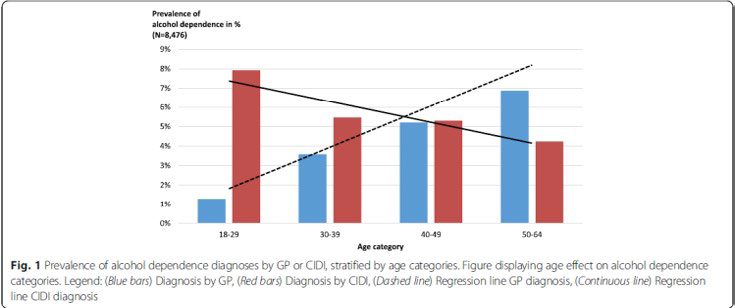 Prevalence of
alcohol dependence in %
(N=8,476)
9%
8%
7%
6%
5%
4%
3%
2%
1%
0%
18-29 30-39 40-49 50-64
Age category
Fig. 1 Prevalence of alcohol dependence diagnoses by GP or CIDI, stratified by age categories. Figure displaying age effect on alcohol dependence
categories. Legend: (Blue bars) Diagnosis by GP, (Red bars) Diagnosis by CIDI, (Dashed line) Regression line GP diagnosis, (Continuous line) Regression
line CIDI diagnosis